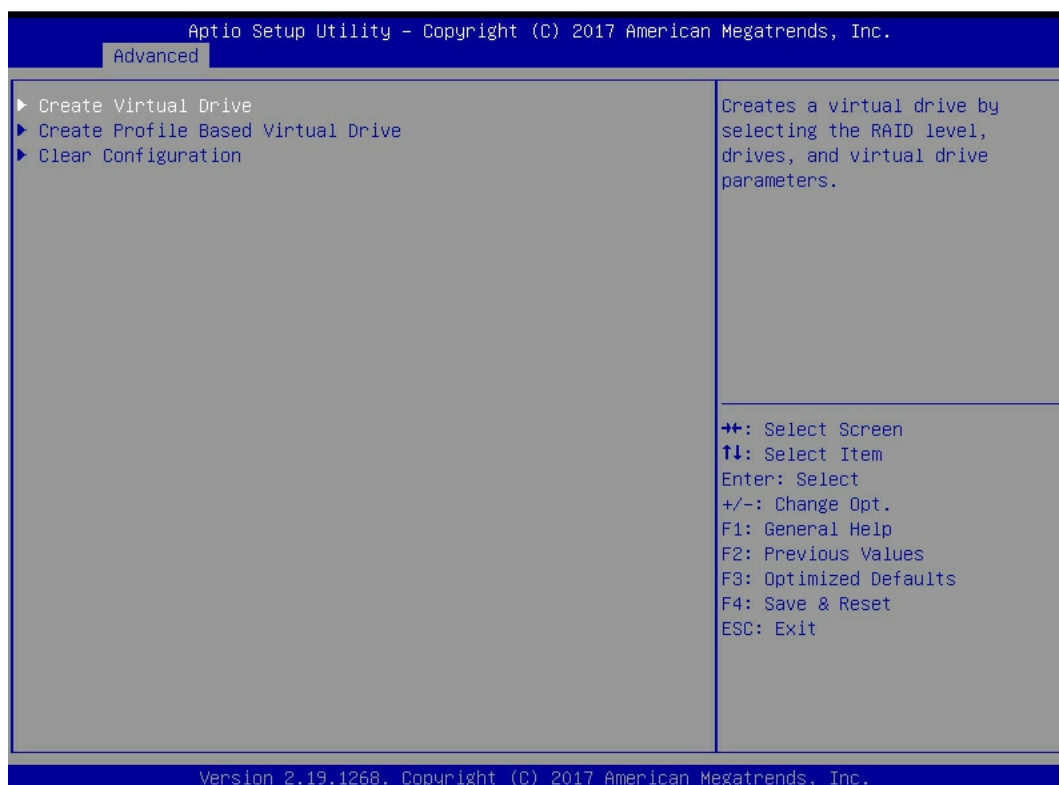 Aptio Setup Utility – Copyright (C) 2017 American Megatrends, Inc.
Advanced
▶ Create Virtual Drive
▶ Create Profile Based Virtual Drive
▶ Clear Configuration
Creates a virtual drive by
selecting the RAID level,
drives, and virtual drive
parameters.
→←: Select Screen
↑↓: Select Item
Enter: Select
+/-: Change Opt.
F1: General Help
F2: Previous Values
F3: Optimized Defaults
F4: Save & Reset
ESC: Exit
Version 2.19.1268. Copyright (C) 2017 American Megatrends, Inc.